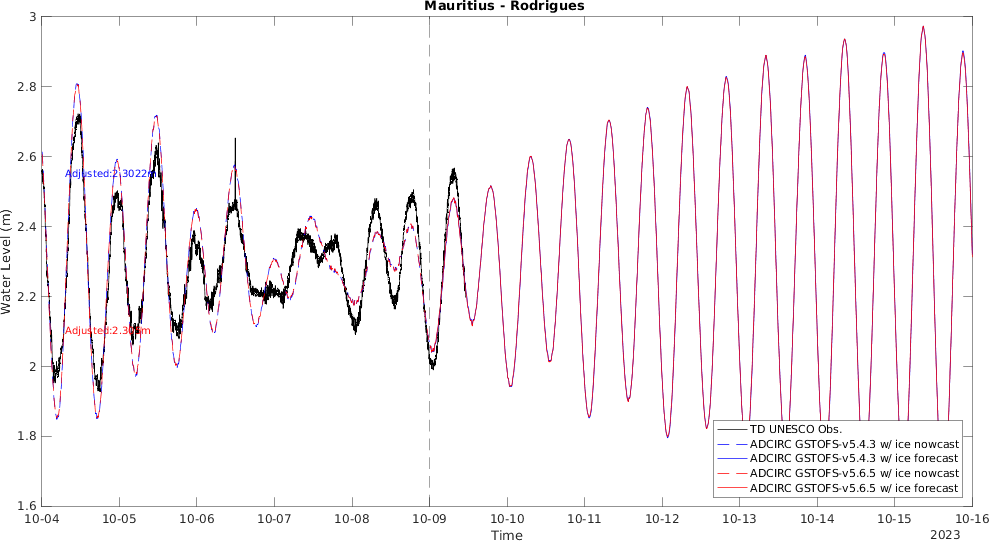 Mauritius - Rodrigues
Water Level (m)
3
2.8
2.6
2.4
2.2
2
1.8
1.6
Adjusted:2.3022m
10-04
10-05
10-06
10-07
10-08
10-09
10-10
10-11
10-12
10-13
10-14
10-15
10-16
Time
2023
TD UNESCO Obs.
ADCIRC GSTOFS-v5.4.3 w/ ice nowcast
ADCIRC GSTOFS-v5.4.3 w/ ice forecast
ADCIRC GSTOFS-v5.6.5 w/ ice nowcast
ADCIRC GSTOFS-v5.6.5 w/ ice forecast